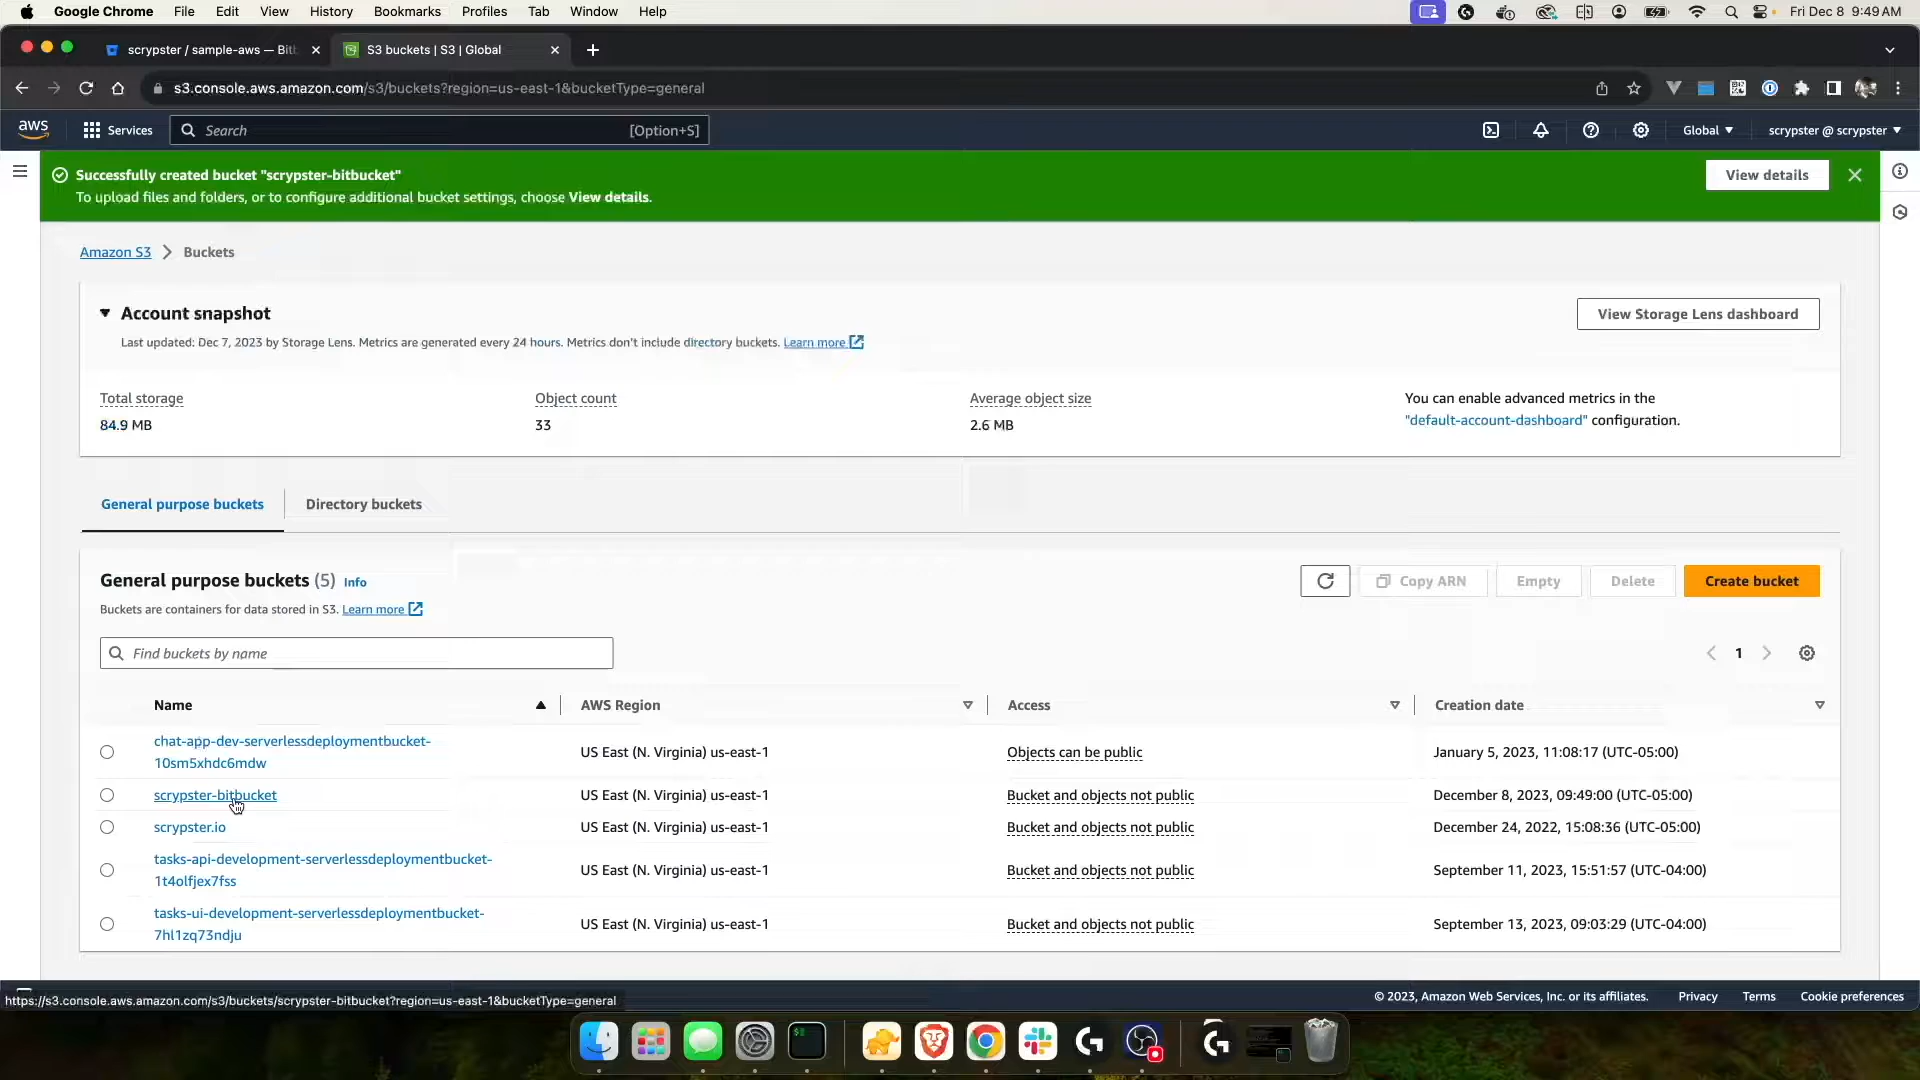 Google Chrome File Edit View History Bookmarks Profiles Tab Window Help Fri Dec 8 9:49 AM
scrypster / sample-aws — Bit
S3 buckets | S3 | Global
s3.console.aws.amazon.com/s3/buckets?region=us-east-1&bucketType=general
aws Services Search [Option+S] Global scrypster @ scrypster
Successfully created bucket "scrypster-bitbucket"
To upload files and folders, or to configure additional bucket settings, choose View details.
View details
Amazon S3 Buckets
Account snapshot
View Storage Lens dashboard
Last updated: Dec 7, 2023 by Storage Lens. Metrics are generated every 24 hours. Metrics don't include directory buckets. Learn more
Total storage
84.9 MB
Object count
33
Average object size
2.6 MB
You can enable advanced metrics in the
"default-account-dashboard" configuration.
General purpose buckets Directory buckets
General purpose buckets (5) Info
Buckets are containers for data stored in S3. Learn more
Copy ARN Empty Delete Create bucket
Find buckets by name
1
Name AWS Region Access Creation date
chat-app-dev-serverlessdeploymentbucket-
10sm5xhdc6mdw
US East (N. Virginia) us-east-1 Objects can be public January 5, 2023, 11:08:17 (UTC-05:00)
scrypster-bitbucket US East (N. Virginia) us-east-1 Bucket and objects not public December 8, 2023, 09:49:00 (UTC-05:00)
scrypster.io US East (N. Virginia) us-east-1 Bucket and objects not public December 24, 2022, 15:08:36 (UTC-05:00)
tasks-api-development-serverlessdeploymentbucket-
1t4olfjex7fss
US East (N. Virginia) us-east-1 Bucket and objects not public September 11, 2023, 15:51:57 (UTC-04:00)
tasks-ui-development-serverlessdeploymentbucket-
7hl1zq73ndju
US East (N. Virginia) us-east-1 Bucket and objects not public September 13, 2023, 09:03:29 (UTC-04:00)
https://s3.console.aws.amazon.com/s3/buckets/scrypster-bitbucket?region=us-east-1&bucketType=general
© 2023, Amazon Web Services, Inc. or its affiliates. Privacy Terms Cookie preferences